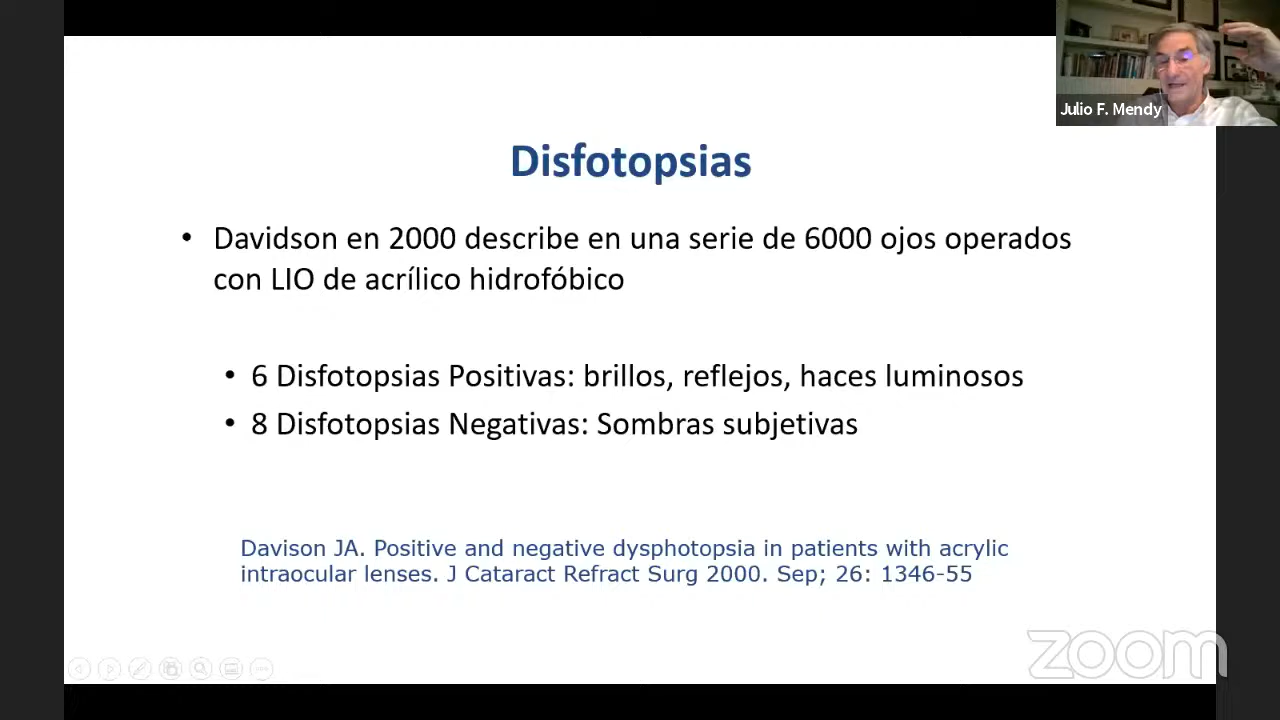 Julio F. Mendy
Disfotopsias
• Davidson en 2000 describe en una serie de 6000 ojos operados
con LIO de acrílico hidrofóbico
• 6 Disfotopsias Positivas: brillos, reflejos, haces luminosos
• 8 Disfotopsias Negativas: Sombras subjetivas
Davison JA. Positive and negative dysphotopsia in patients with acrylic
intraocular lenses. J Cataract Refract Surg 2000. Sep; 26: 1346-55
zoom